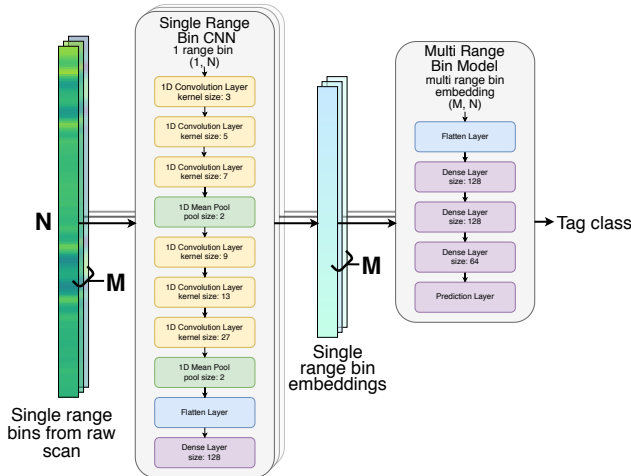 N
M
Single range
bins from raw
scan
Single Range
Bin CNN
1 range bin
(1, N)
1D Convolution Layer
kernel size: 3
1D Convolution Layer
kernel size: 5
1D Convolution Layer
kernel size: 7
1D Mean Pool
pool size: 2
1D Convolution Layer
kernel size: 9
1D Convolution Layer
kernel size: 13
1D Convolution Layer
kernel size: 27
1D Mean Pool
pool size: 2
Flatten Layer
Dense Layer
size: 128
M
Single
range bin
embeddings
Multi Range
Bin Model
multi range bin
embedding
(M, N)
Flatten Layer
Dense Layer
size: 128
Dense Layer
size: 128
Dense Layer
size: 64
Prediction Layer
Tag class